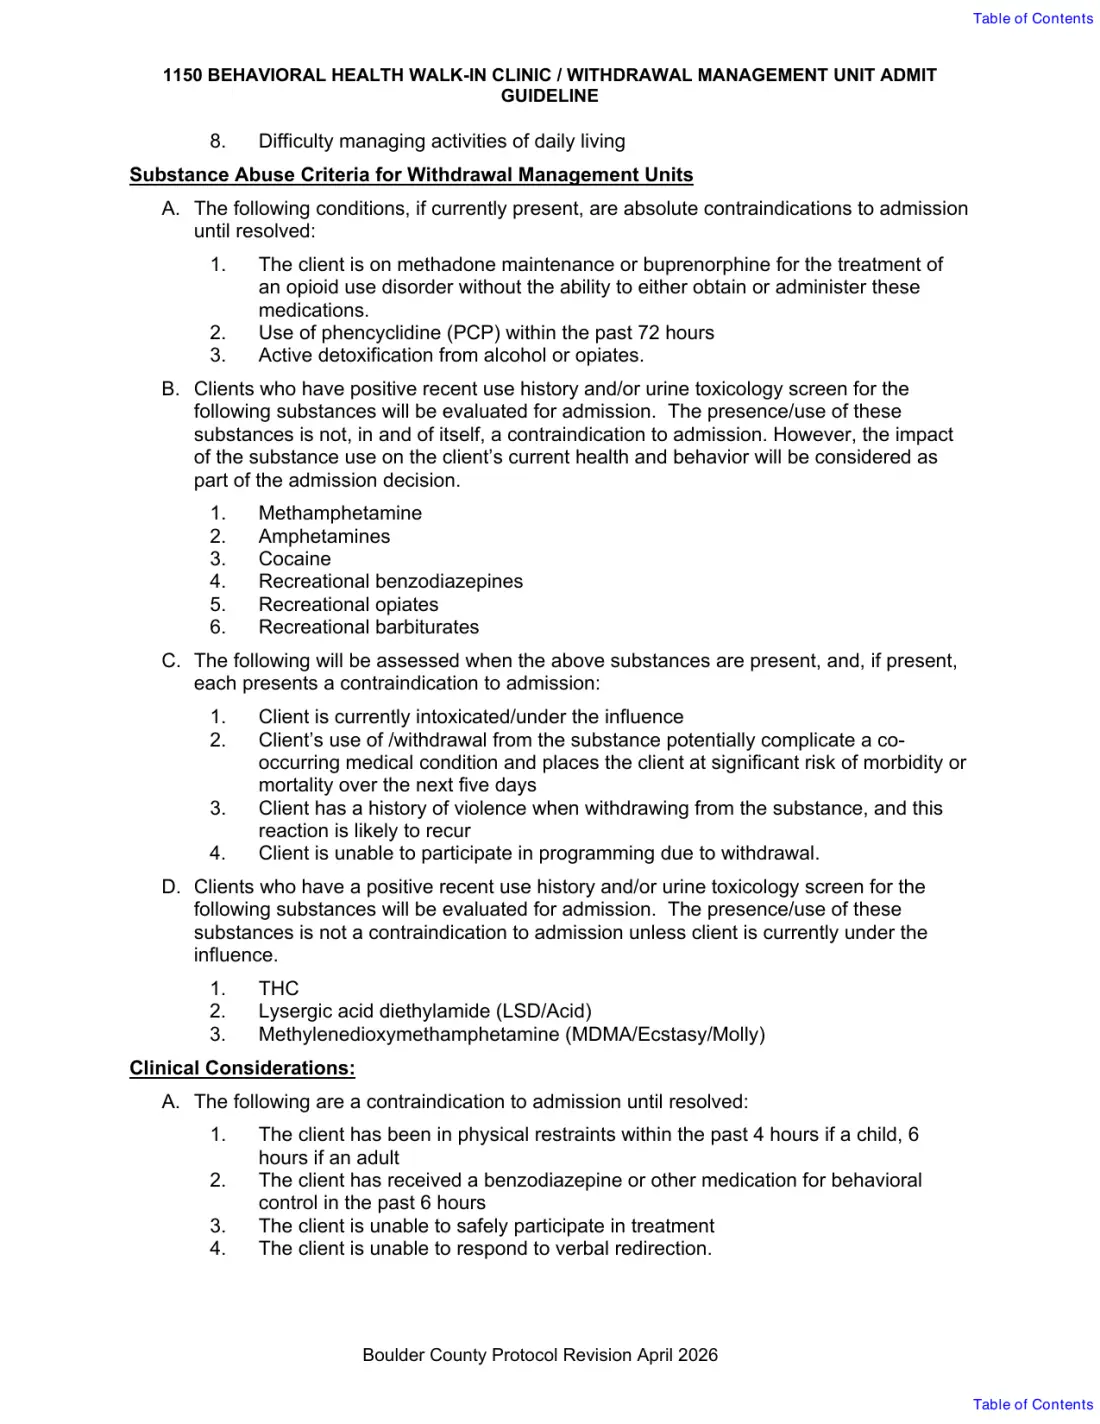 Table of Contents
1150 BEHAVIORAL HEALTH WALK-IN CLINIC / WITHDRAWAL MANAGEMENT UNIT ADMIT
GUIDELINE
8. Difficulty managing activities of daily living
Substance Abuse Criteria for Withdrawal Management Units
A. The following conditions, if currently present, are absolute contraindications to admission
until resolved:
1. The client is on methadone maintenance or buprenorphine for the treatment of
an opioid use disorder without the ability to either obtain or administer these
medications.
2. Use of phencyclidine (PCP) within the past 72 hours
3. Active detoxification from alcohol or opiates.
B. Clients who have positive recent use history and/or urine toxicology screen for the
following substances will be evaluated for admission.  The presence/use of these
substances is not, in and of itself, a contraindication to admission. However, the impact
of the substance use on the client’s current health and behavior will be considered as
part of the admission decision.
1. Methamphetamine
2. Amphetamines
3. Cocaine
4. Recreational benzodiazepines
5. Recreational opiates
6. Recreational barbiturates
C. The following will be assessed when the above substances are present, and, if present,
each presents a contraindication to admission:
1. Client is currently intoxicated/under the influence
2. Client’s use of /withdrawal from the substance potentially complicate a co-
occurring medical condition and places the client at significant risk of morbidity or
mortality over the next five days
3. Client has a history of violence when withdrawing from the substance, and this
reaction is likely to recur
4. Client is unable to participate in programming due to withdrawal.
D. Clients who have a positive recent use history and/or urine toxicology screen for the
following substances will be evaluated for admission.  The presence/use of these
substances is not a contraindication to admission unless client is currently under the
influence.
1. THC
2. Lysergic acid diethylamide (LSD/Acid)
3. Methylenedioxymethamphetamine (MDMA/Ecstasy/Molly)
Clinical Considerations:
A. The following are a contraindication to admission until resolved:
1. The client has been in physical restraints within the past 4 hours if a child, 6
hours if an adult
2. The client has received a benzodiazepine or other medication for behavioral
control in the past 6 hours
3. The client is unable to safely participate in treatment
4. The client is unable to respond to verbal redirection.
Boulder County Protocol Revision April 2026
Table of Contents